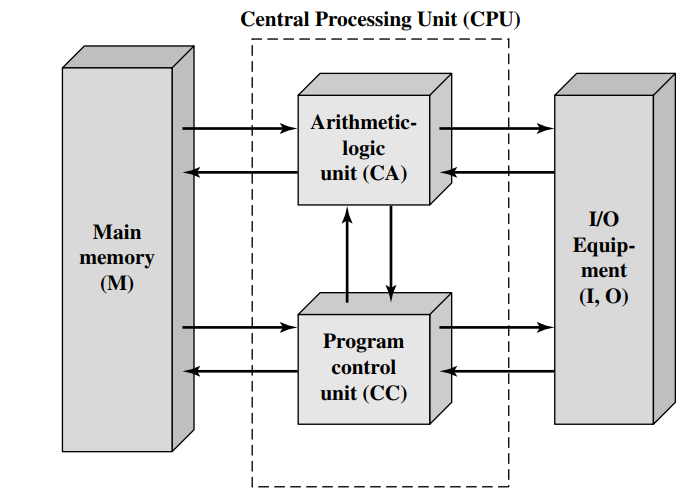 Central Processing Unit (CPU)
Main
memory
(M)
Arithmetic-
logic
unit (CA)
Program
control
unit (CC)
I/O
Equip-
ment
(I, O)